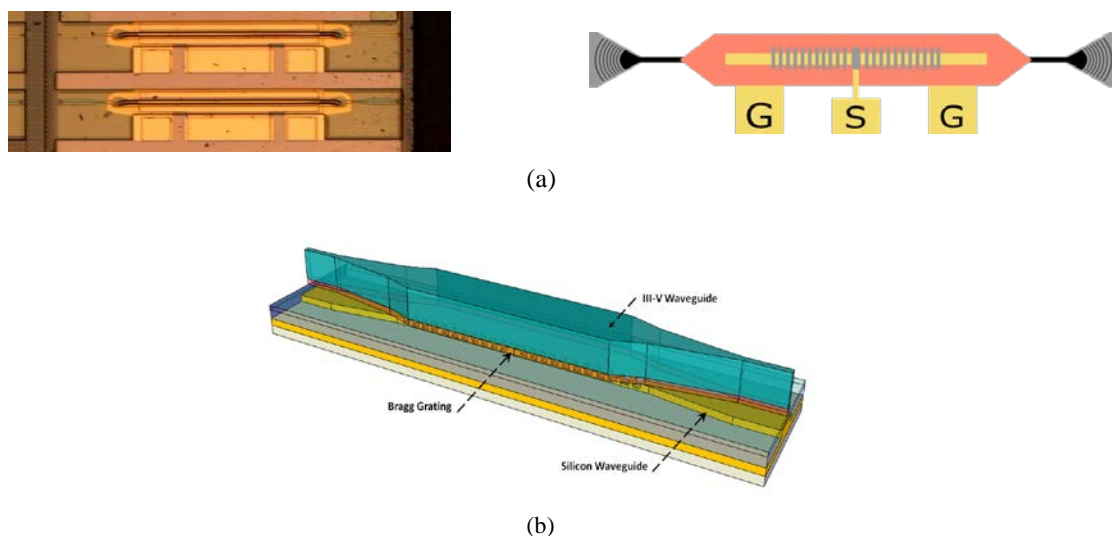 G S G
(a)
III-V Waveguide
Bragg Grating
Silicon Waveguide
(b)